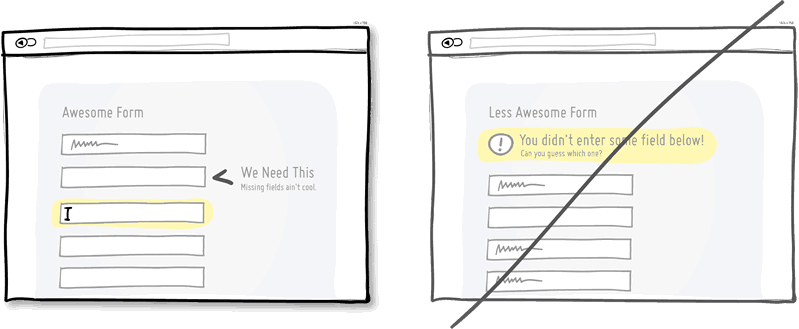 Awesome Form
We Need This
Missing fields ain't cool.
Less Awesome Form
You didn't enter some field below!
Can you guess which one?